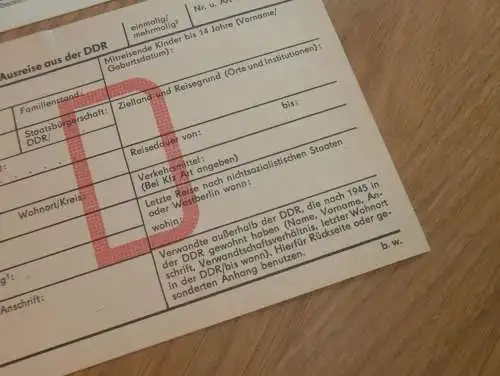 Ausreise aus der DDR
einmalig/
mehrmalig?
Nr. u. Art
Mitreisende Kinder bis 14 Jahre (Vorname/
Geburtsdatum):
Familienstand:
Staatsbürgerschaft:
DDR/
Zielland und Reisegrund (Orte und Institutionen):
Reisedauer von:
bis:
Verkehrsmittel:
(Bei Kfz Art angeben)
Wohnort/Kreis:
Letzte Reise nach nichtsozialistischen Staaten
oder Westberlin wann:
wohin:
Verwandte außerhalb der DDR, die nach 1945 in
der DDR gewohnt haben (Name, Vorname, An-
schrift, Verwandtschaftsverhältnis, letzter Wohnort
in der DDR/bis wann). Hierfür Rückseite oder ge-
sonderten Anhang benutzen.
b. w.
g?:
Anschrift:
D